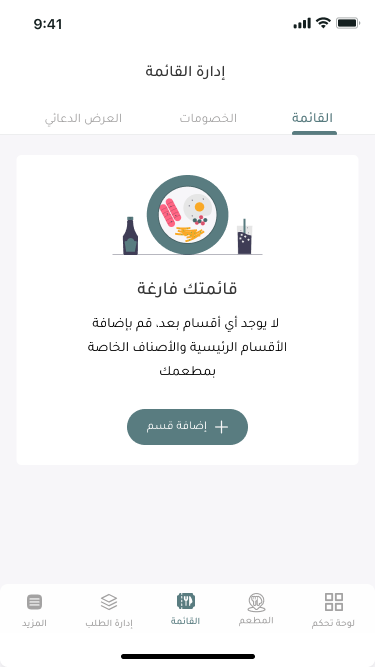 9:41
إدارة القائمة
القائمة
الخصومات
العرض الدعائي
قائمتك فارغة
لا يوجد أي أقسام بعد، قم بإضافة
الأقسام الرئيسية والأصناف الخاصة
بمطعمك
إضافة قسم
لوحة تحكم
المطعم
القائمة
إدارة الطلب
المزيد